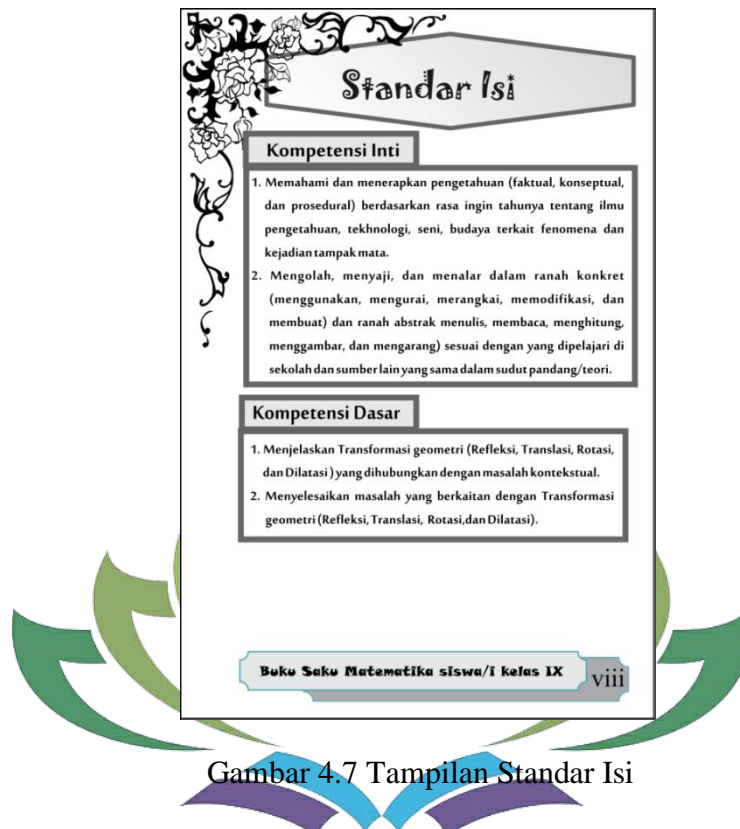 Standar Isi
Kompetensi Inti
1. Memahami dan menerapkan pengetahuan (faktual, konseptual,
dan prosedural) berdasarkan rasa ingin tahunya tentang ilmu
pengetahuan, tekhnologi, seni, budaya terkait fenomena dan
kejadian tampak mata.
2. Mengolah, menyaji, dan menalar dalam ranah konkret
(menggunakan, mengurai, merangkai, memodifikasi, dan
membuat) dan ranah abstrak menulis, membaca, menghitung,
menggambar, dan mengarang) sesuai dengan yang dipelajari di
sekolah dan sumber lain yang sama dalam sudut pandang/teori.
Kompetensi Dasar
1. Menjelaskan Transformasi geometri (Refleksi, Translasi, Rotasi,
dan Dilatasi ) yang dihubungkan dengan masalah kontekstual.
2. Menyelesaikan masalah yang berkaitan dengan Transformasi
geometri (Refleksi, Translasi, Rotasi,dan Dilatasi).
Buku Saku Matematika siswa/i kelas IX
viii
Gambar 4.7 Tampilan Standar Isi